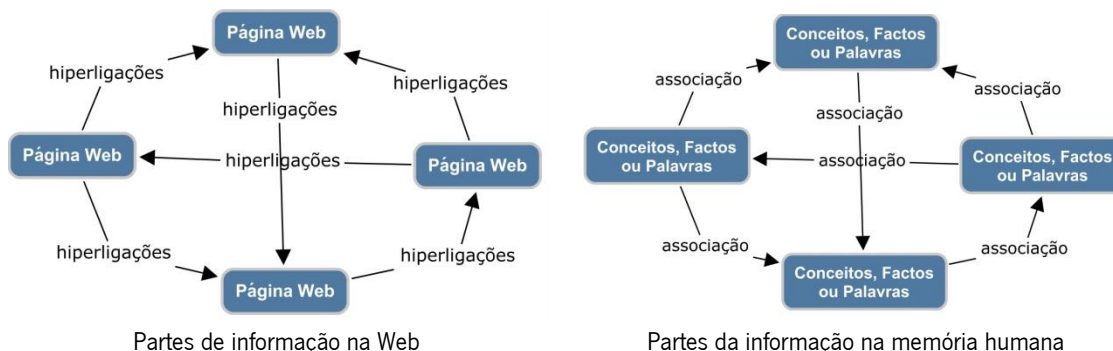 Página Web
hiperligações
hiperligações
hiperligações
Página Web
hiperligações
Página Web
hiperligações
hiperligações
Página Web
Partes de informação na Web
Conceitos, Factos
ou Palavras
associação
associação
associação
Conceitos, Factos
ou Palavras
associação
Conceitos, Factos
ou Palavras
associação
associação
Conceitos, Factos
ou Palavras
Partes da informação na memória humana